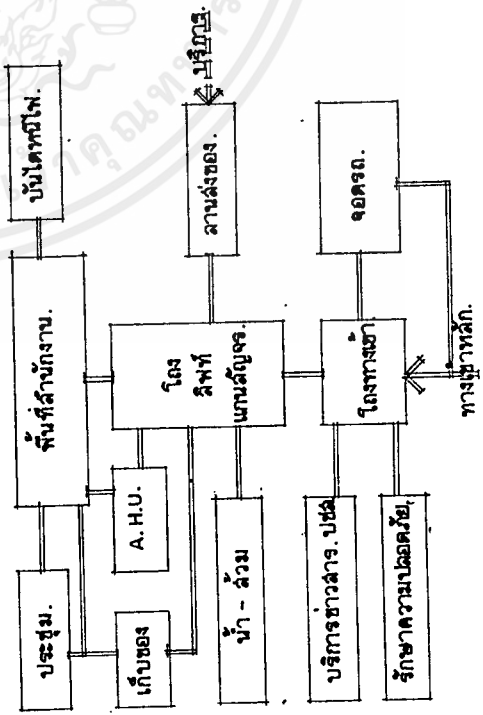 ประชุม.
พื้นที่สำนักงาน.
บันไดหนีไฟ.
เก็บของ
A.H.U.
น้ำ - ส้วม
โถง
ลิฟท์
แกนสัญจร.
ลานส่งของ.
บริการ.
บริการข่าวสาร. ปชส
รักษาความปลอดภัย.
โถงทางเข้า.
จอดรถ.
ทางเข้าหลัก.